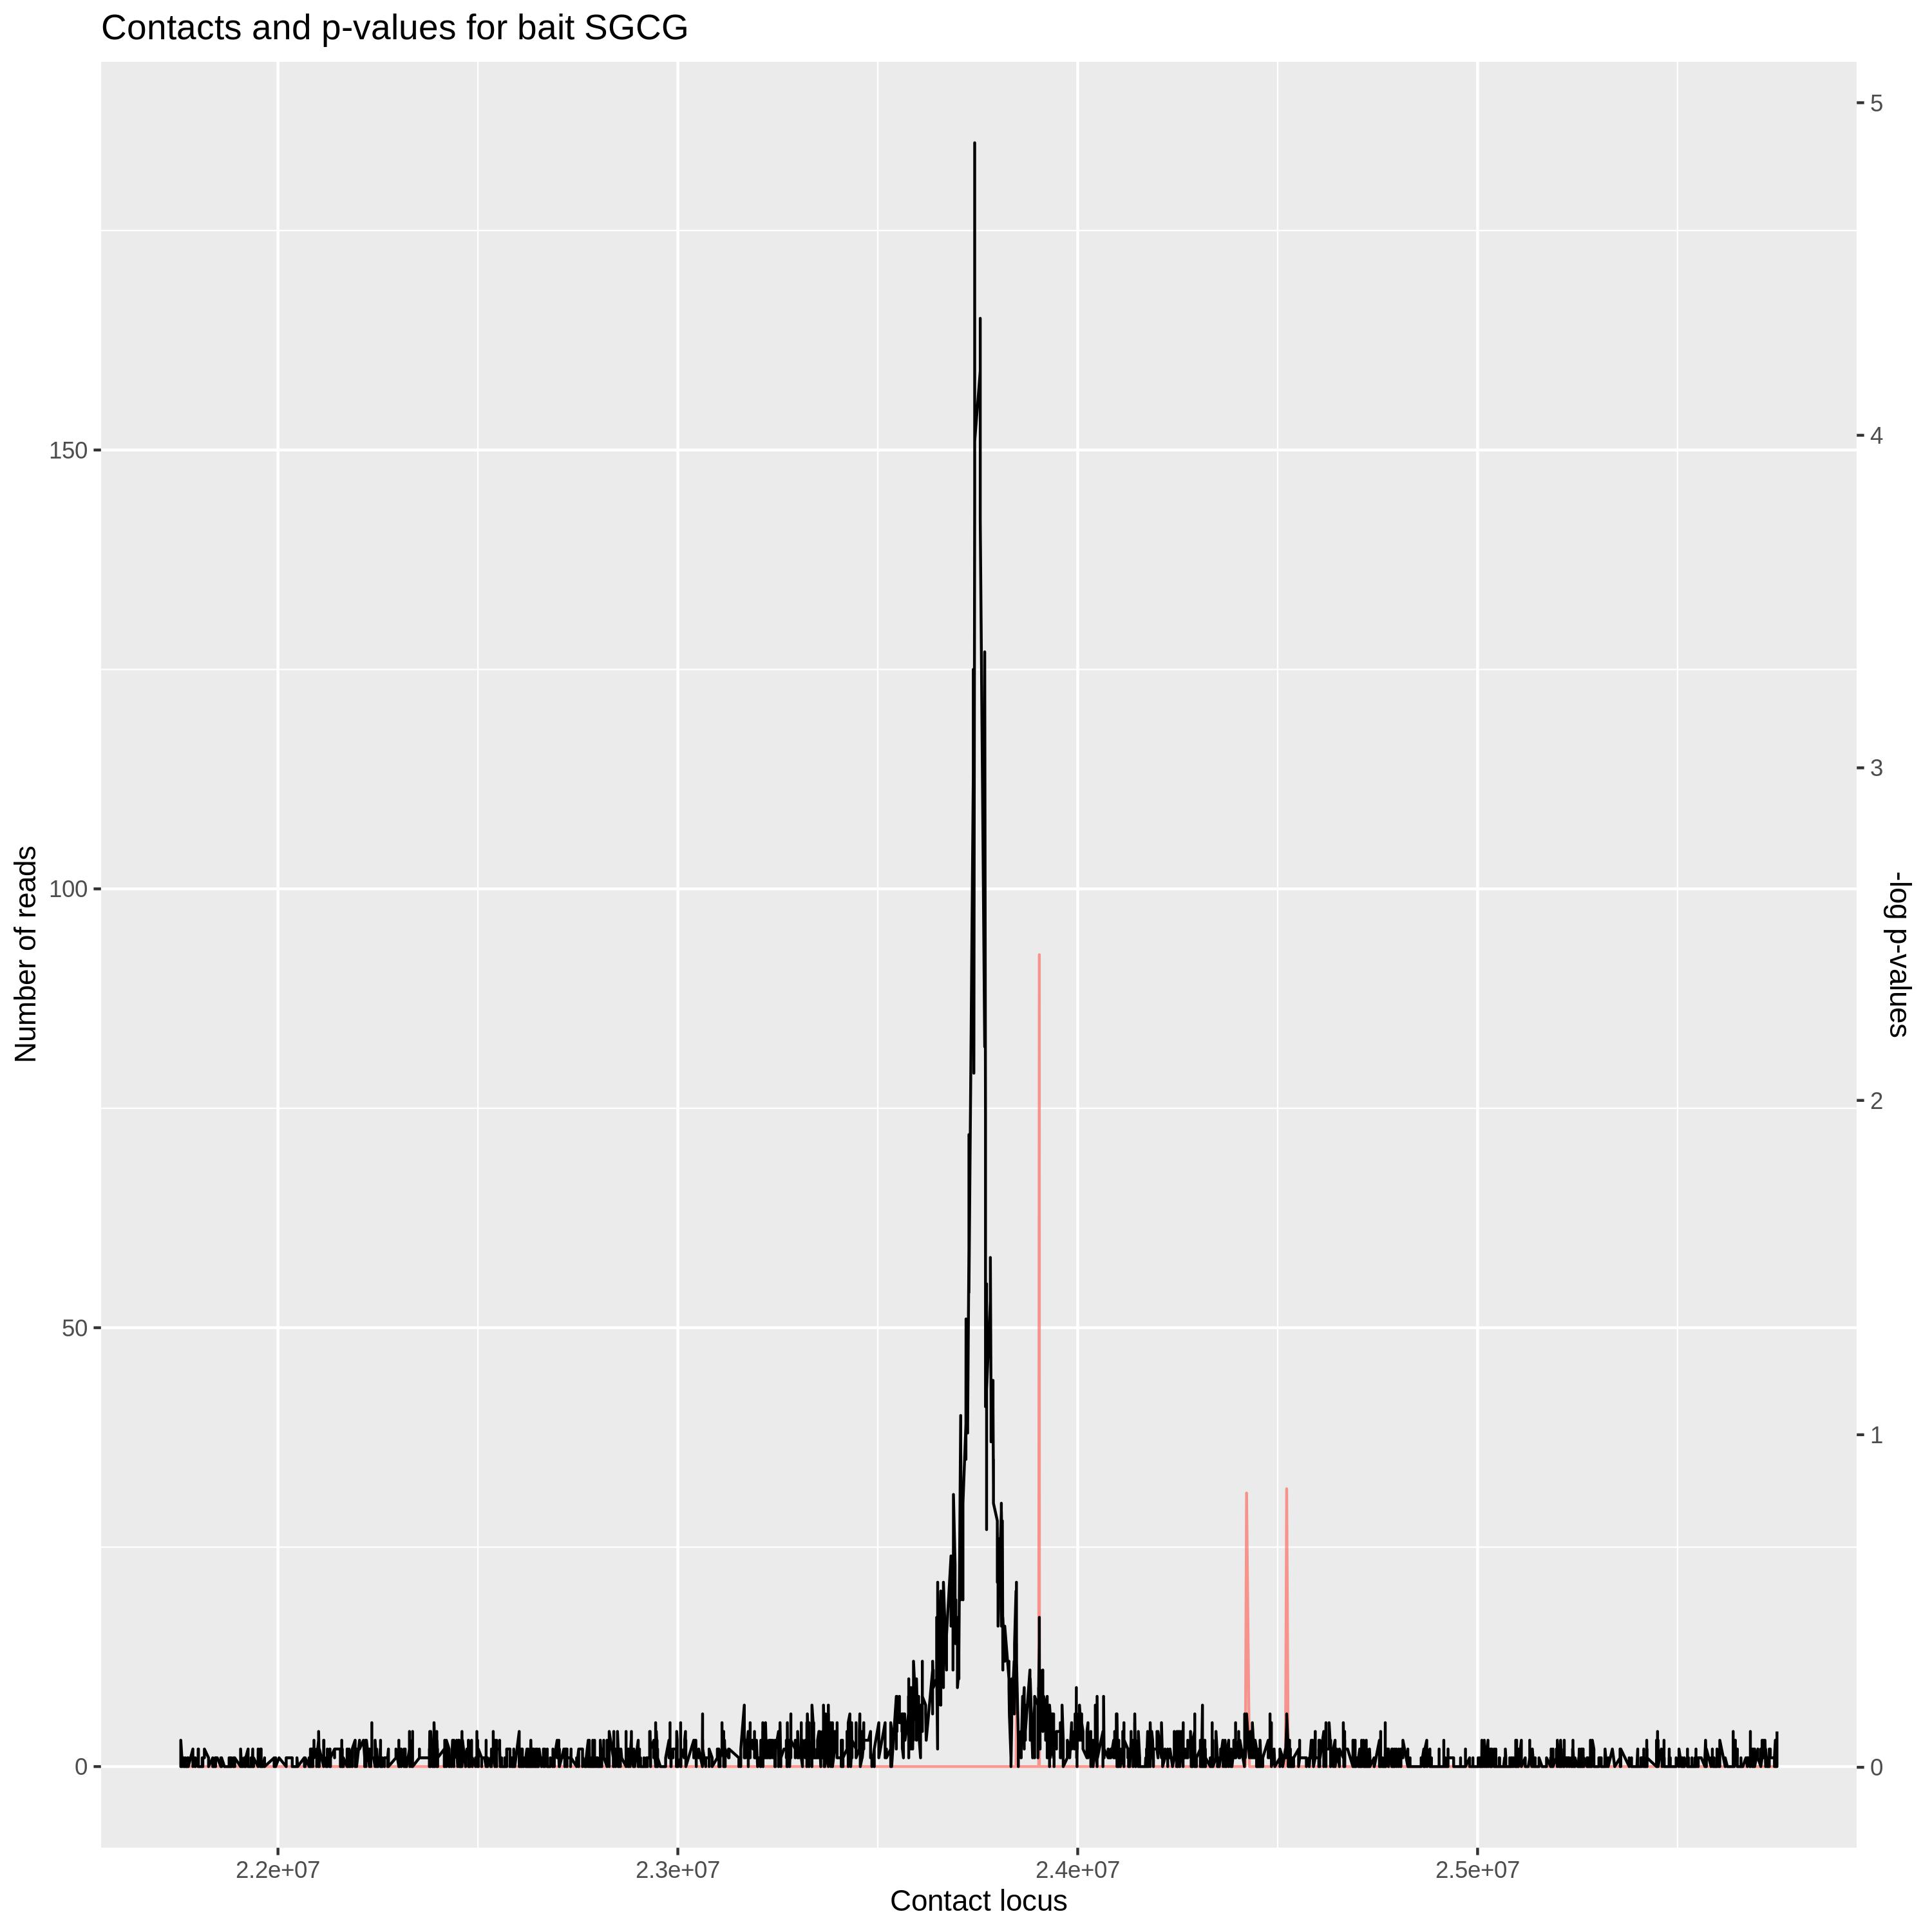 Contacts and p-values for bait SGCG
150
100
50
0
Number of reads
5
4
3
2
1
0
-log p-values
2.2e+07
2.3e+07
2.4e+07
2.5e+07
Contact locus